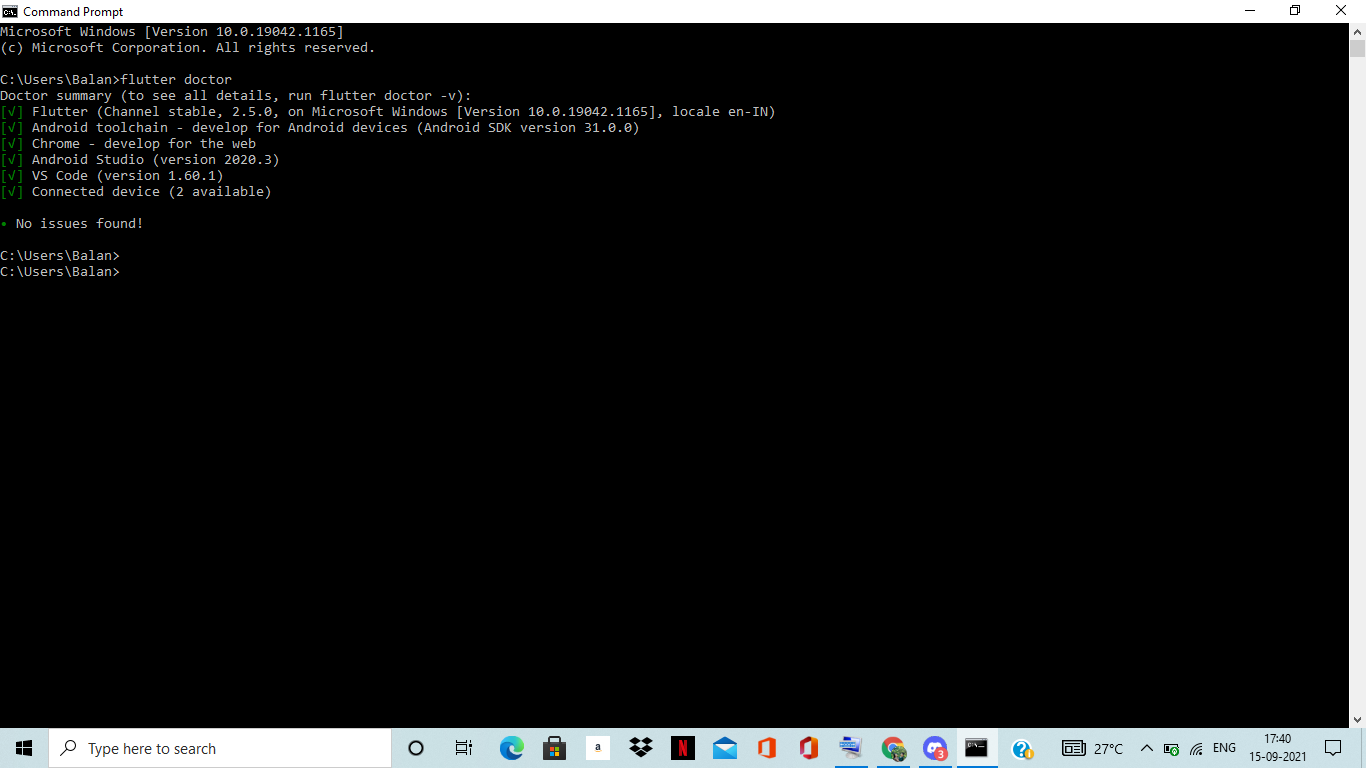 Command Prompt
Microsoft Windows [Version 10.0.19042.1165]
(c) Microsoft Corporation. All rights reserved.
C:\Users\Balan>flutter doctor
Doctor summary (to see all details, run flutter doctor -v):
[√] Flutter (Channel stable, 2.5.0, on Microsoft Windows [Version 10.0.19042.1165], locale en-IN)
[√] Android toolchain - develop for Android devices (Android SDK version 31.0.0)
[√] Chrome - develop for the web
[√] Android Studio (version 2020.3)
[√] VS Code (version 1.60.1)
[√] Connected device (2 available)
• No issues found!
C:\Users\Balan>
C:\Users\Balan>
Type here to search
a
N
3
27°C
ENG
17:40
15-09-2021